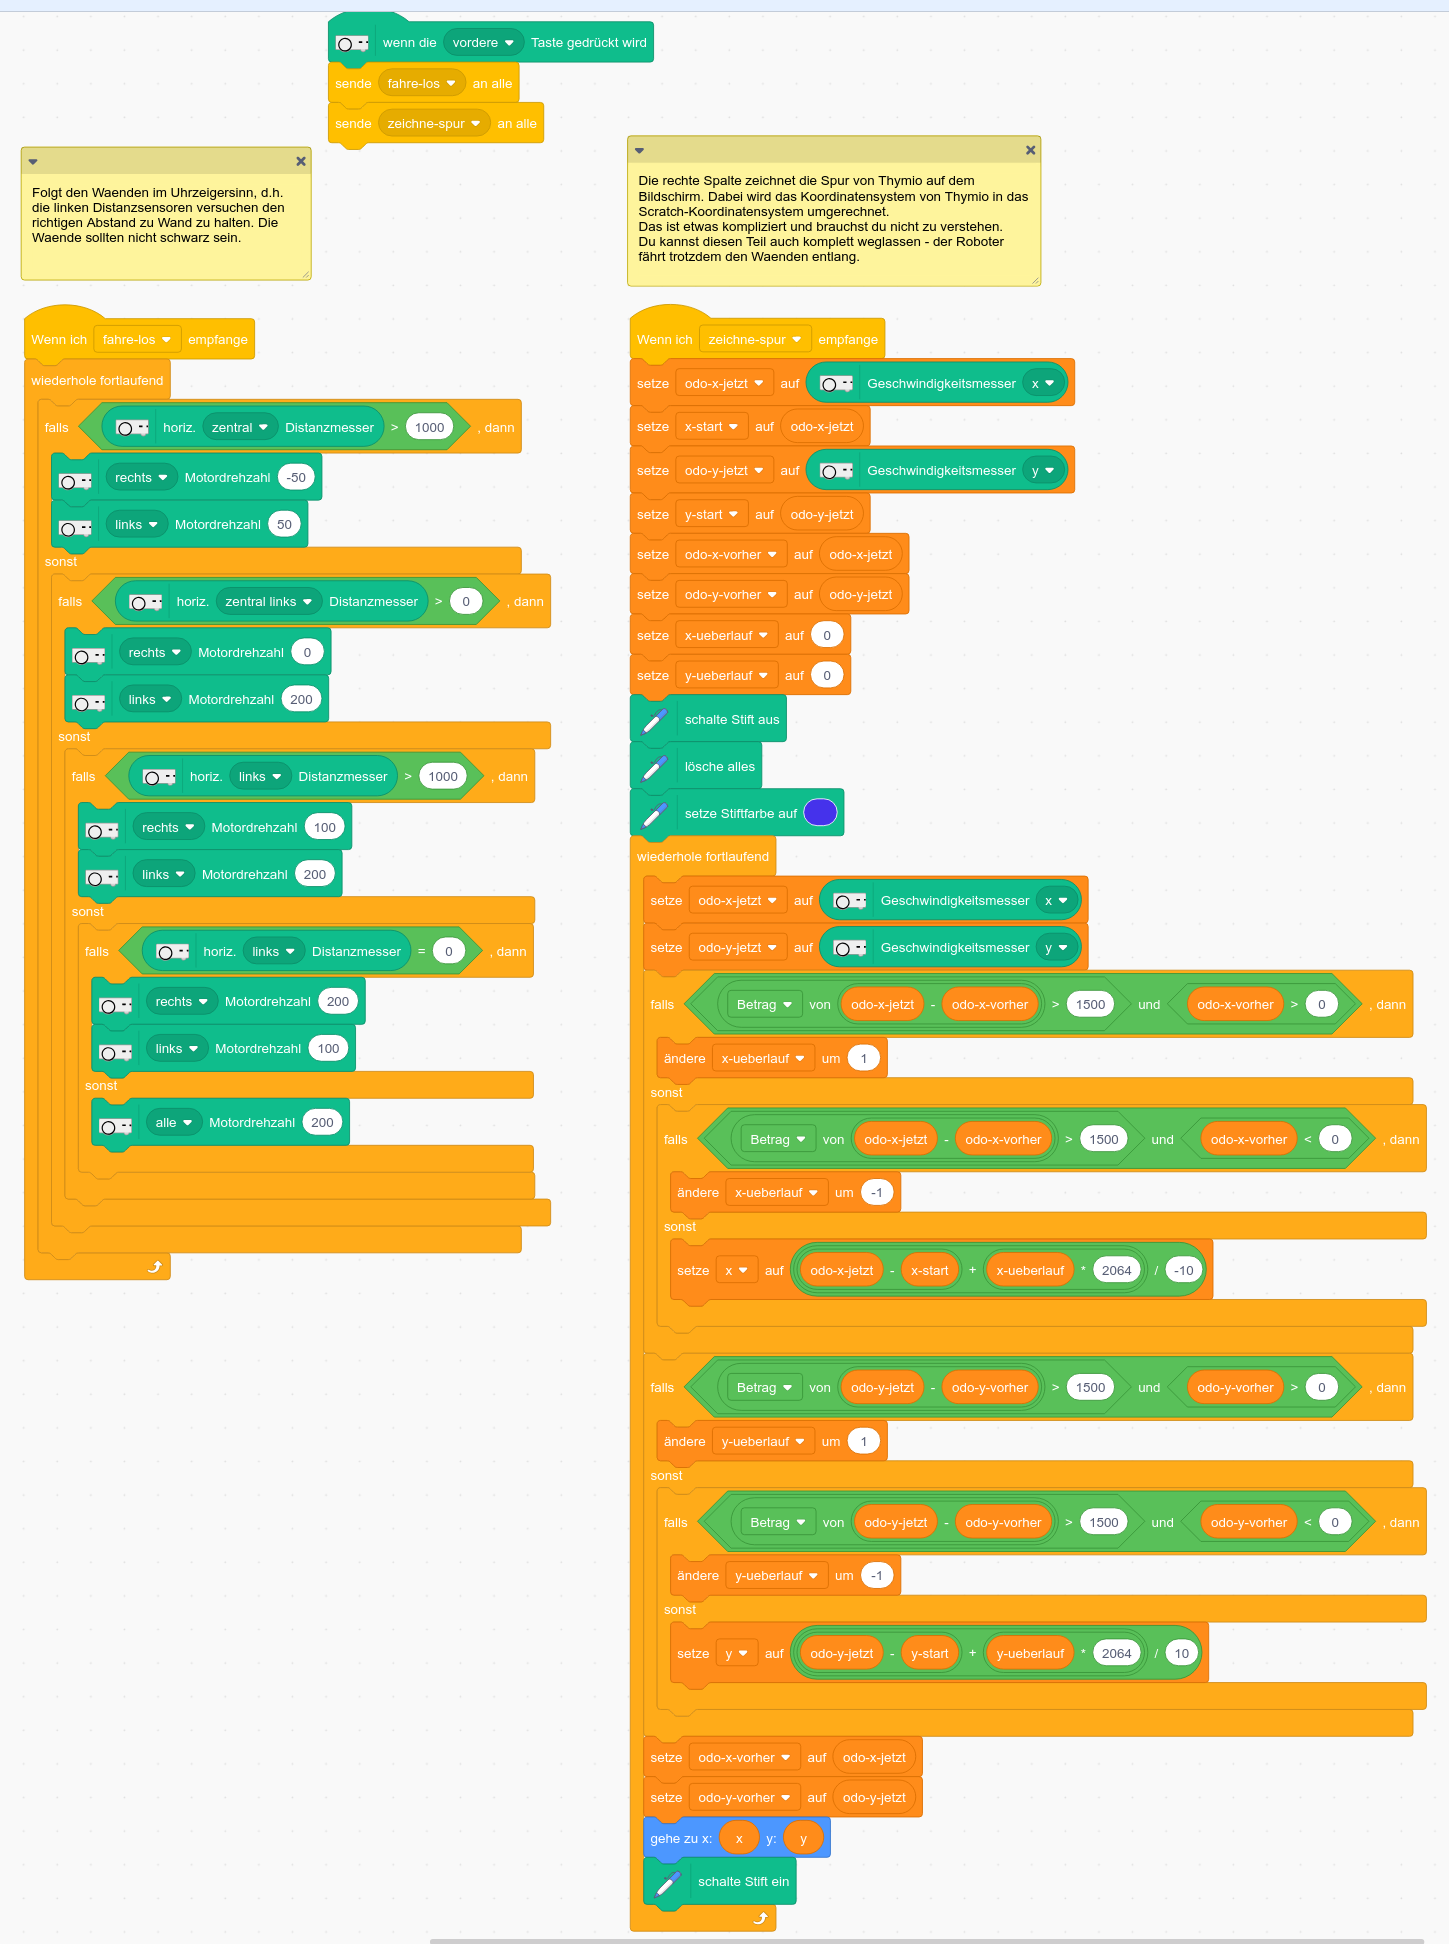 wenn die vordere Taste gedrückt wird
sende fahre-los an alle
sende zeichne-spur an alle
Folgt den Waenden im Uhrzeigersinn, d.h.
die linken Distanzsensoren versuchen den
richtigen Abstand zu Wand zu halten. Die
Waende sollten nicht schwarz sein.
Wenn ich fahre-los empfange
wiederhole fortlaufend
falls horiz. zentral Distanzmesser > 1000 , dann
rechts Motordrehzahl -50
links Motordrehzahl 50
sonst
falls horiz. zentral links Distanzmesser > 0 , dann
rechts Motordrehzahl 0
links Motordrehzahl 200
sonst
falls horiz. links Distanzmesser > 1000 , dann
rechts Motordrehzahl 100
links Motordrehzahl 200
sonst
falls horiz. links Distanzmesser = 0 , dann
rechts Motordrehzahl 200
links Motordrehzahl 100
sonst
alle Motordrehzahl 200
Die rechte Spalte zeichnet die Spur von Thymio auf dem
Bildschirm. Dabei wird das Koordinatensystem von Thymio in das
Scratch-Koordinatensystem umgerechnet.
Das ist etwas kompliziert und brauchst du nicht zu verstehen.
Du kannst diesen Teil auch komplett weglassen - der Roboter
fährt trotzdem den Waenden entlang.
Wenn ich zeichne-spur empfange
setze odo-x-jetzt auf Geschwindigkeitsmesser x
setze x-start auf odo-x-jetzt
setze odo-y-jetzt auf Geschwindigkeitsmesser y
setze y-start auf odo-y-jetzt
setze odo-x-vorher auf odo-x-jetzt
setze odo-y-vorher auf odo-y-jetzt
setze x-ueberlauf auf 0
setze y-ueberlauf auf 0
schalte Stift aus
lösche alles
setze Stiftfarbe auf
wiederhole fortlaufend
setze odo-x-jetzt auf Geschwindigkeitsmesser x
setze odo-y-jetzt auf Geschwindigkeitsmesser y
falls Betrag von odo-x-jetzt - odo-x-vorher > 1500 und odo-x-vorher > 0 , dann
ändere x-ueberlauf um 1
sonst
falls Betrag von odo-x-jetzt - odo-x-vorher > 1500 und odo-x-vorher < 0 , dann
ändere x-ueberlauf um -1
sonst
setze x auf odo-x-jetzt - x-start + x-ueberlauf * 2064 / -10
falls Betrag von odo-y-jetzt - odo-y-vorher > 1500 und odo-y-vorher > 0 , dann
ändere y-ueberlauf um 1
sonst
falls Betrag von odo-y-jetzt - odo-y-vorher > 1500 und odo-y-vorher < 0 , dann
ändere y-ueberlauf um -1
sonst
setze y auf odo-y-jetzt - y-start + y-ueberlauf * 2064 / 10
setze odo-x-vorher auf odo-x-jetzt
setze odo-y-vorher auf odo-y-jetzt
gehe zu x: x y: y
schalte Stift ein